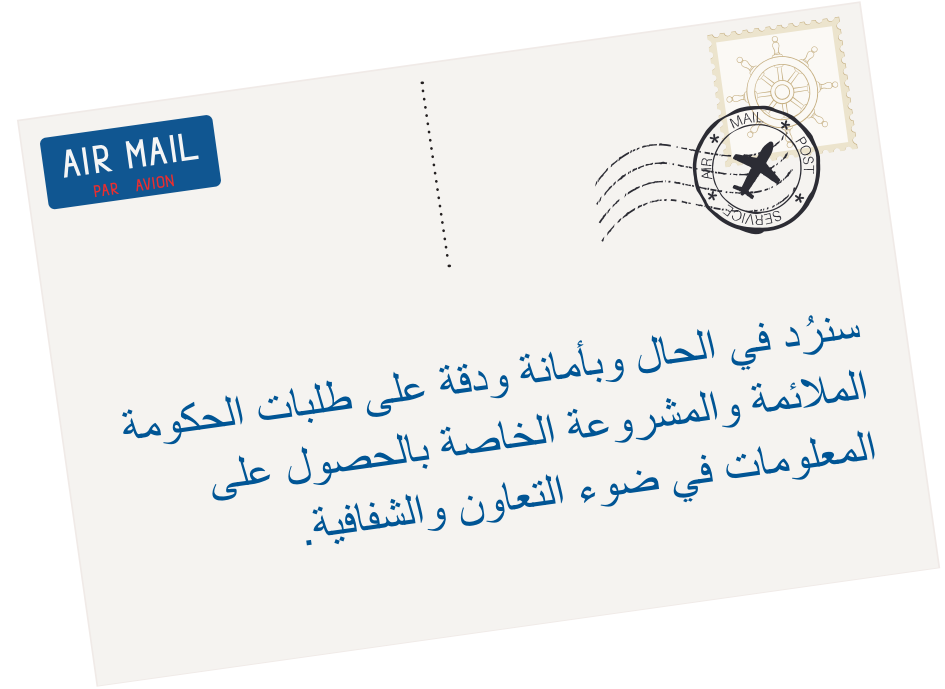 AIR MAIL
PAR AVION
AIR MAIL POST SERVICE
سنرُد في الحال وبأمانة ودقة على طلبات الحكومة
الملائمة والمشروعة الخاصة بالحصول على
المعلومات في ضوء التعاون والشفافية.